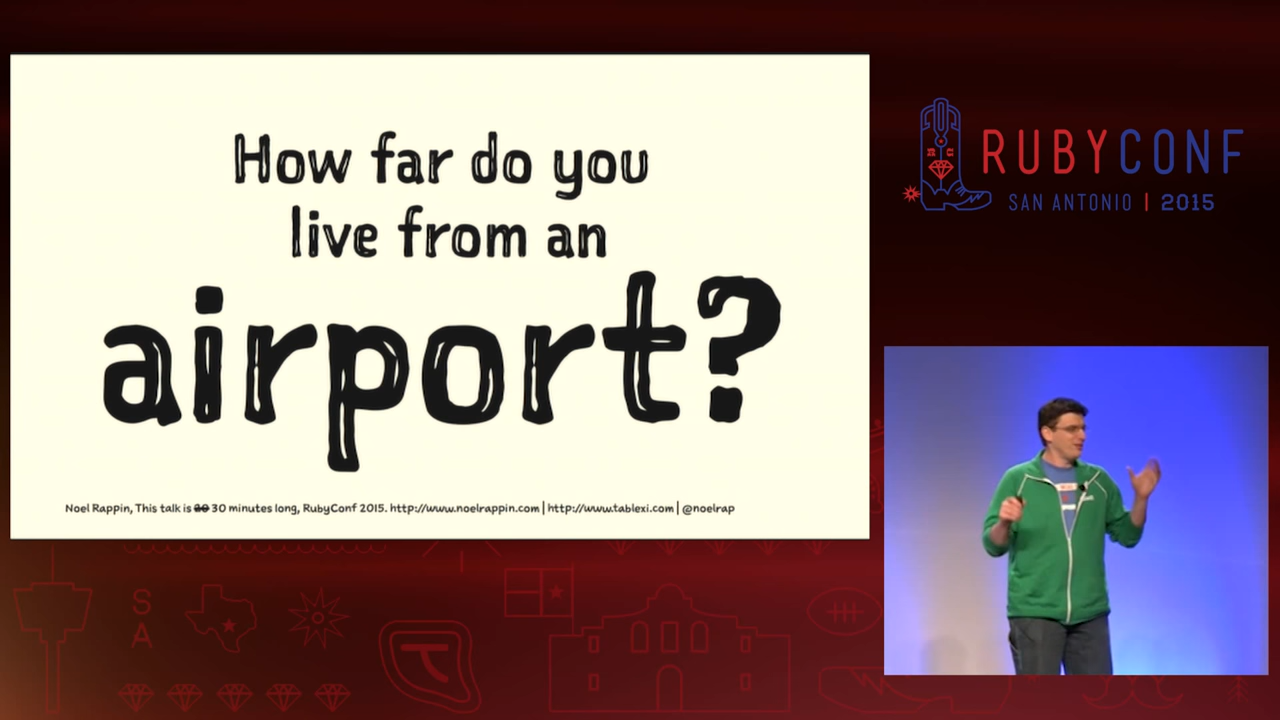 How far do you
live from an
airport?
Noel Rappin, This talk is 20 30 minutes long, RubyConf 2015. http://www.noelrappin.com | http://www.tablexi.com | @noelrap
RUBYCONF
SAN ANTONIO | 2015
S
A